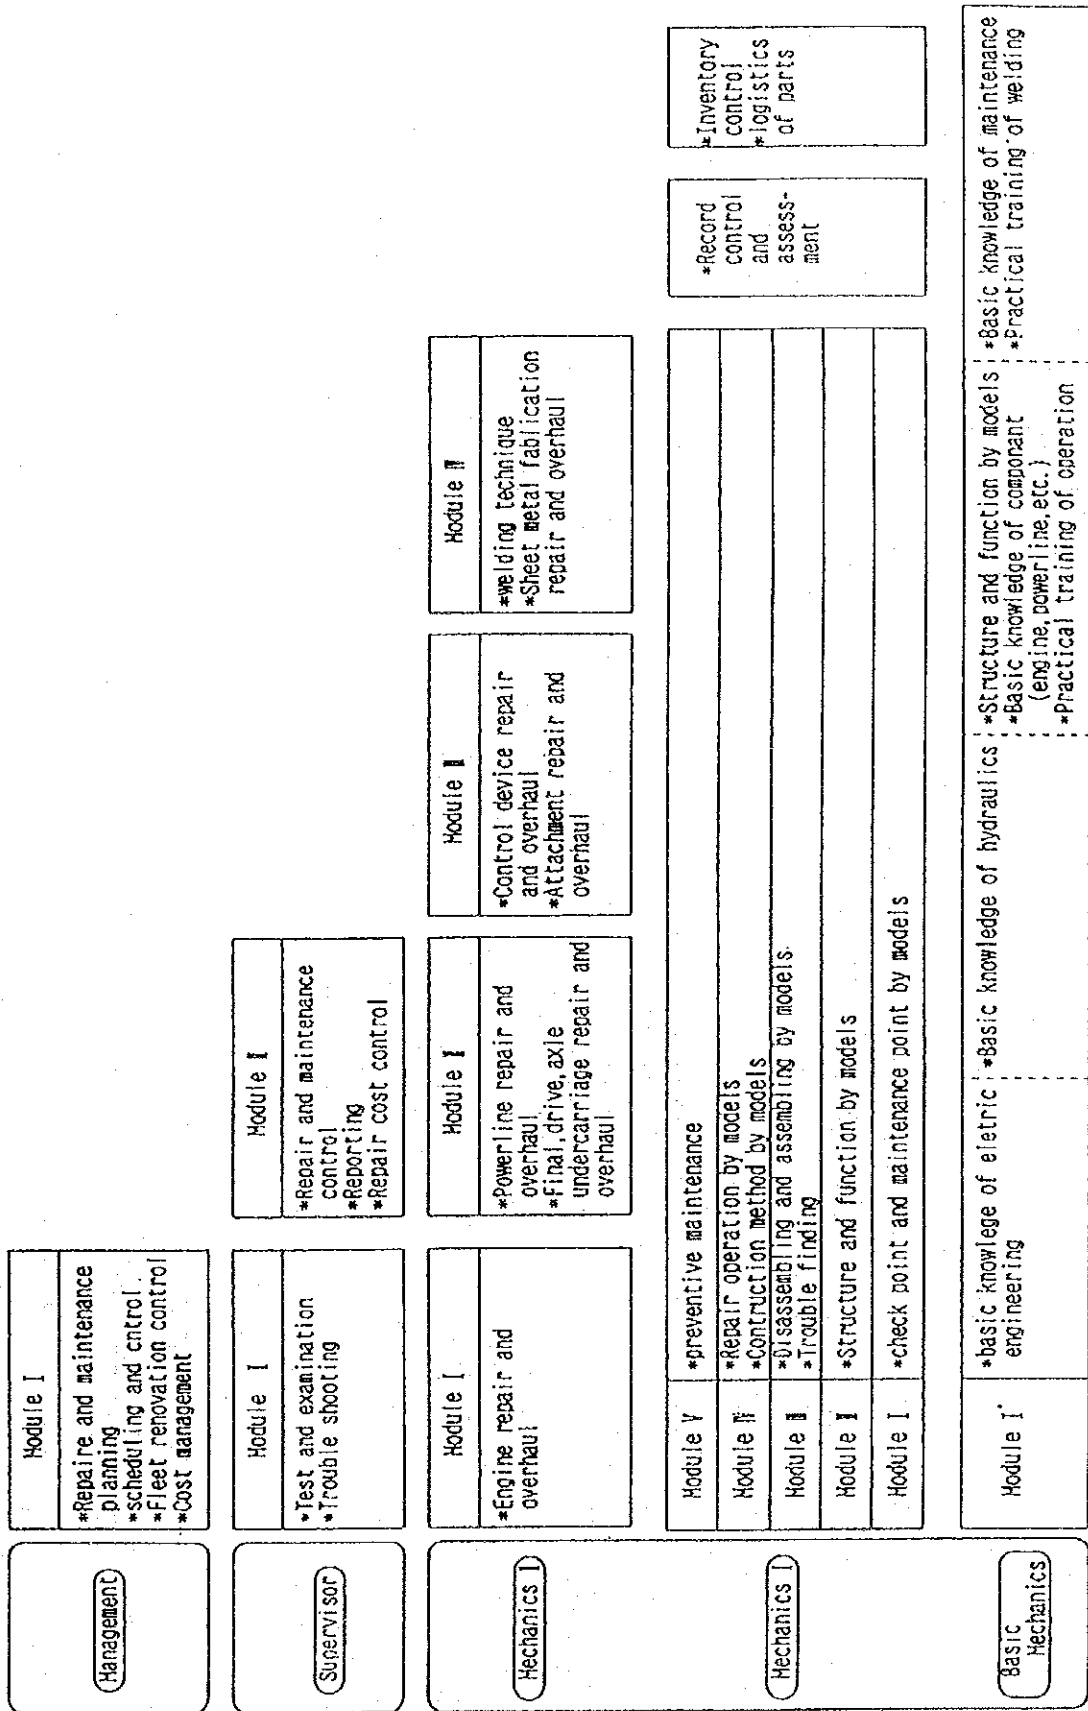 Management
Module I
*Repaire and maintenance
planning
*scheduling and cntrol
*Fleet renovation control
*Cost management
Supervisor
Module I
*Test and examination
*Trouble shooting
Module II
*Repair and maintenance
control
*Reporting
*Repair cost control
Mechanics I
Module I
*Engine repair and
overhaul
Module II
*Powerline repair and
overhaul
*Final,drive,axle
undercarriage repair and
overhaul
Module III
*Control device repair
and overhaul
*Attachment repair and
overhaul
Module IV
*welding technique
*Sheet metal fablication
repair and overhaul
Mechanics I
Module V
*preventive maintenance
Module IV
*Repair operation by models
*Contruction method by models
Module III
*Disassembling and assembling by models
*Trouble finding
Module II
*Structure and function by models
Module I
*check point and maintenance point by models
*Record
control
and
assess-
ment
*Inventory
control
*logistics
of parts
Basic
Mechanics
Module I
*basic knowlege of eletric
engineering
*Basic knowledge of hydraulics
*Structure and function by models
*Basic knowledge of componant
(engine,powerline,etc.)
*Practical training of operation
*Basic knowledge of maintenance
*Practical training of welding